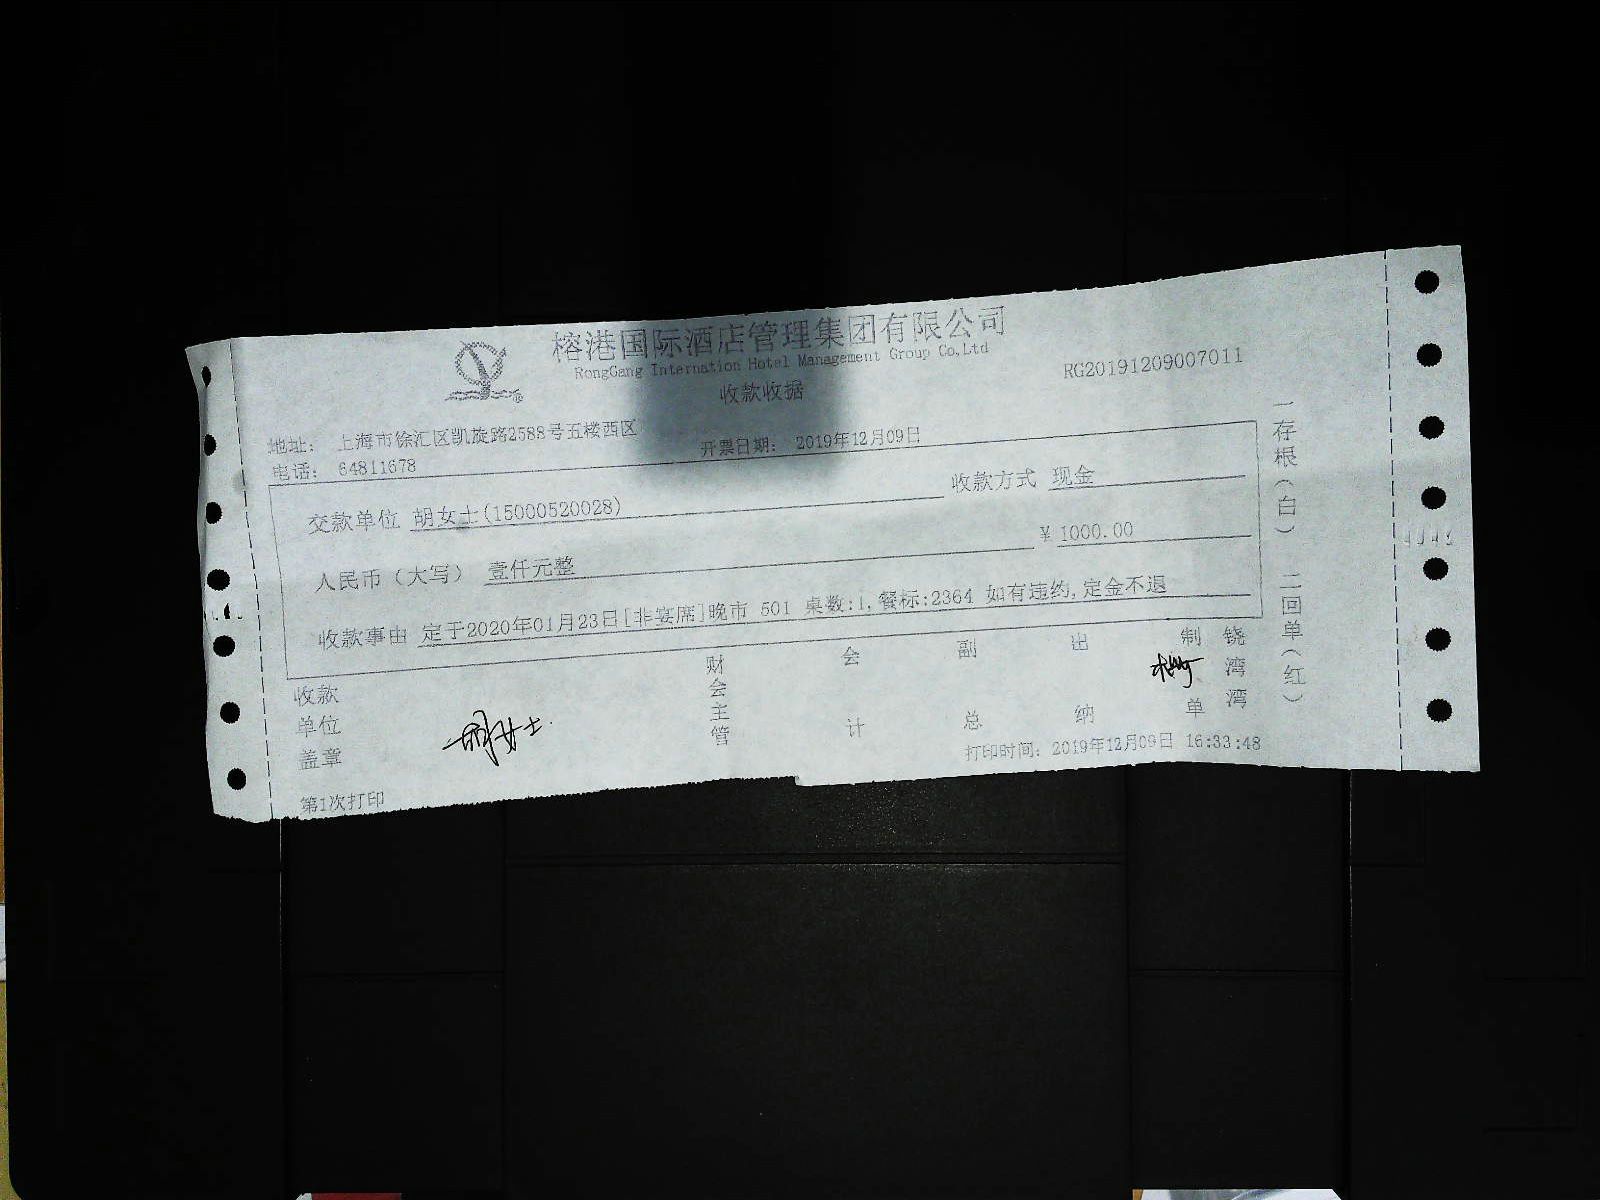 榕港国际酒店管理集团有限公司
RongGang Internation Hotel Management Group Co,Ltd
收款收据
RG20191209007011
地址： 上海市徐汇区凯旋路2588号五楼西区
电话： 64811678
开票日期： 2019年12月09日
交款单位 胡女士(15000520028)
收款方式 现金
人民币（大写） 壹仟元整
¥ 1000.00
收款事由 定于2020年01月23日[非宴席]晚市 501 桌数:1,餐标:2364 如有违约,定金不退
一存根（白） 二回单（红）
收款单位盖章
胡女士
财会主管
会计
副总
出纳
制单
饶湾湾
打印时间: 2019年12月09日 16:33:48
第1次打印